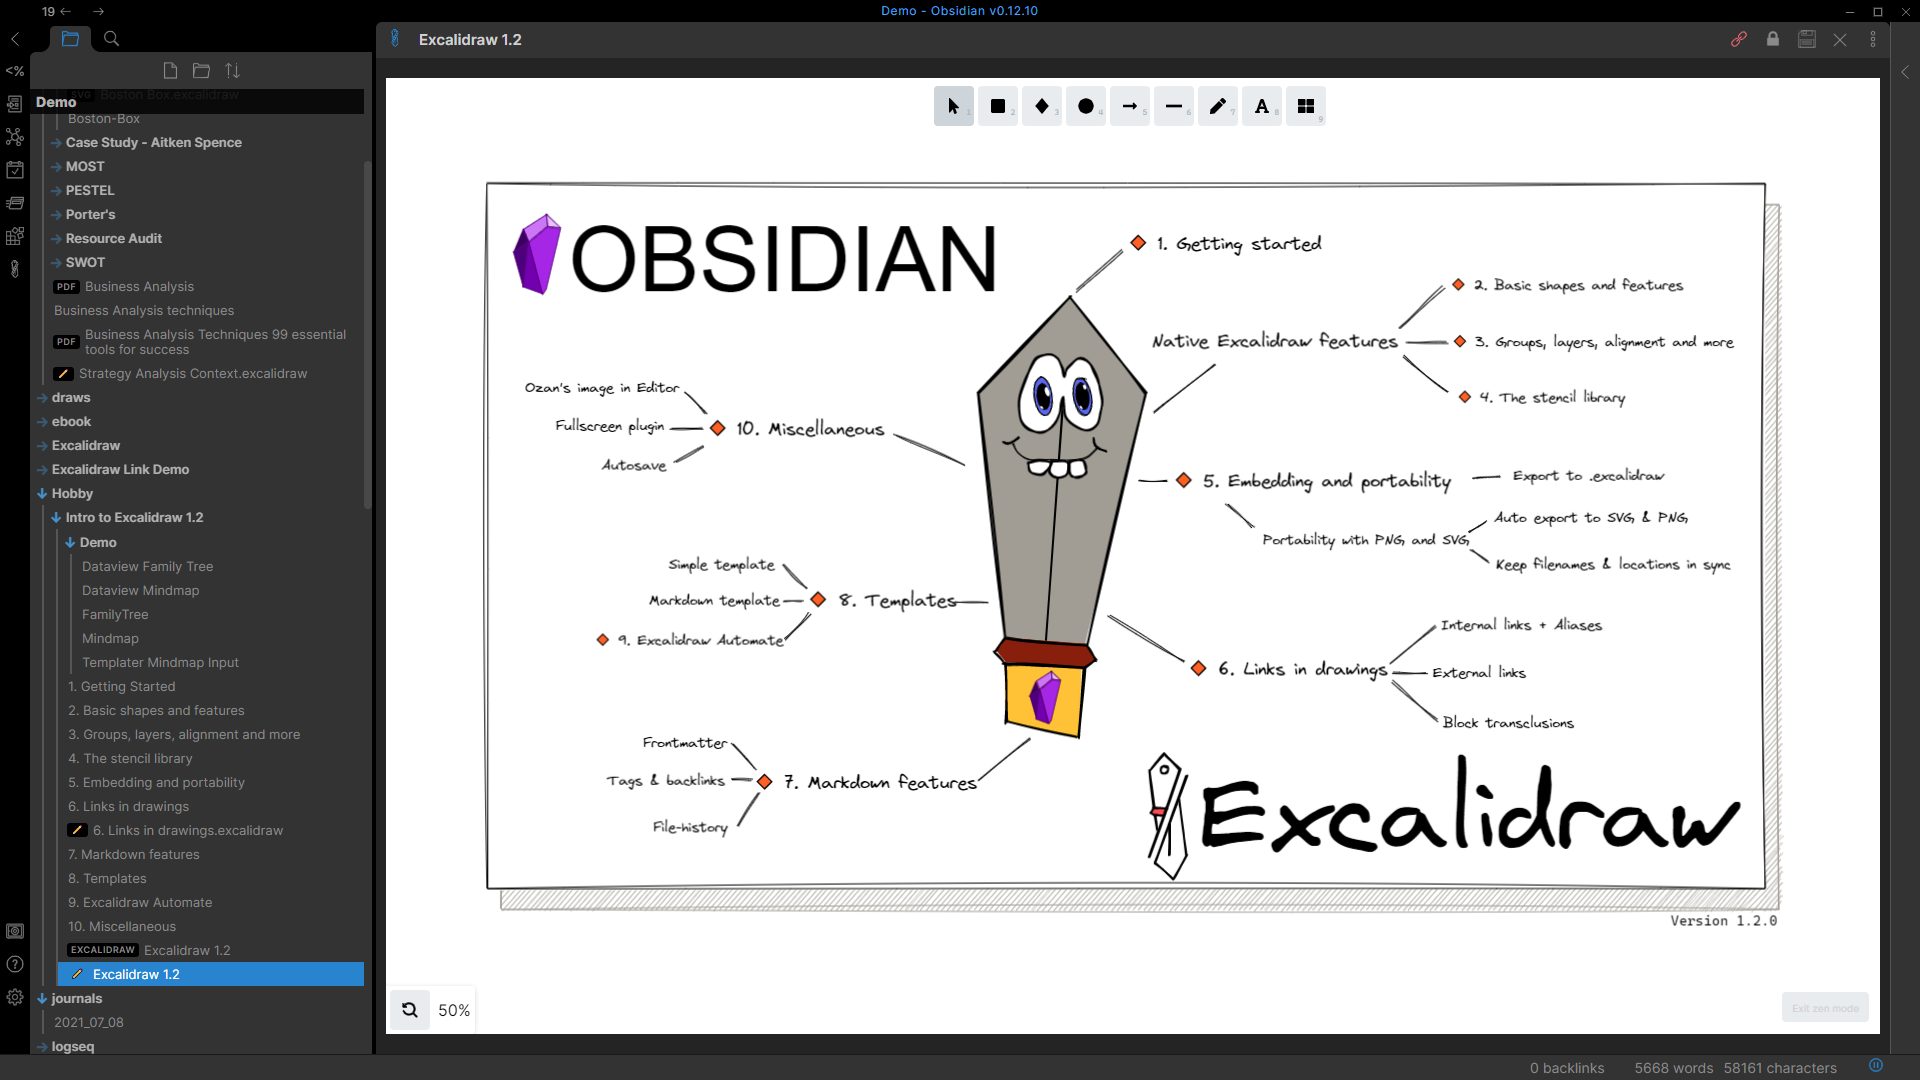 19
Demo - Obsidian v0.12.10
<%
Demo
SVG Boston Box.excalidraw
Boston-Box
Case Study - Aitken Spence
MOST
PESTEL
Porter's
Resource Audit
SWOT
PDF Business Analysis
Business Analysis techniques
PDF Business Analysis Techniques 99 essential
tools for success
Strategy Analysis Context.excalidraw
draws
ebook
Excalidraw
Excalidraw Link Demo
Hobby
Intro to Excalidraw 1.2
Demo
Dataview Family Tree
Dataview Mindmap
FamilyTree
Mindmap
Templater Mindmap Input
1. Getting Started
2. Basic shapes and features
3. Groups, layers, alignment and more
4. The stencil library
5. Embedding and portability
6. Links in drawings
6. Links in drawings.excalidraw
7. Markdown features
8. Templates
9. Excalidraw Automate
10. Miscellaneous
EXCALIDRAW Excalidraw 1.2
Excalidraw 1.2
journals
2021_07_08
logseq
Excalidraw 1.2
1 2 3 4 5 6 7 A 8 9
OBSIDIAN
1. Getting started
Native Excalidraw features
2. Basic shapes and features
3. Groups, layers, alignment and more
4. The stencil library
5. Embedding and portability
Export to .excalidraw
Portability with PNG and SVG
Auto export to SVG & PNG
Keep filenames & locations in sync
6. Links in drawings
Internal links + Aliases
External links
Block transclusions
7. Markdown features
Frontmatter
Tags & backlinks
File-history
8. Templates
Simple template
Markdown template
9. Excalidraw Automate
10. Miscellaneous
Ozan's image in Editor
Fullscreen plugin
Autosave
Excalidraw
Version 1.2.0
50%
Exit zen mode
0 backlinks 5668 words 58161 characters